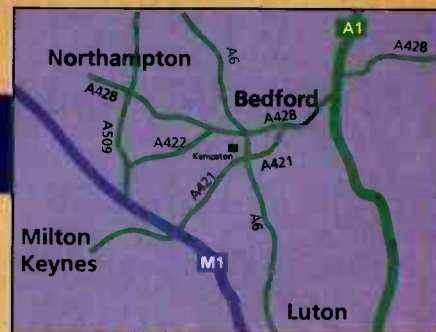 A1
A428
Northampton
A6
A428
Bedford
A428
A509
A422
Kempston
A421
A421
A6
Milton
Keynes
M1
Luton